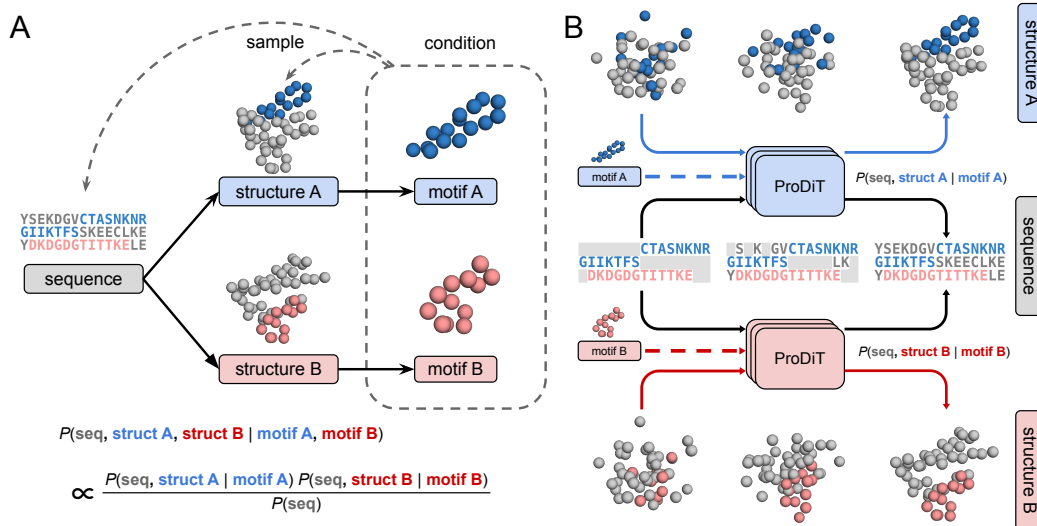 A
sample
condition
structure A
motif A
YSEKDGVCTASNKNR
GIIKTFSSKEECLKE
YDKDGDGTITTKELE
sequence
structure B
motif B
P(seq, struct A, struct B | motif A, motif B)
∝ P(seq, struct A | motif A) P(seq, struct B | motif B)
P(seq)
B
structure A
motif A
ProDiT
P(seq, struct A | motif A)
CTASNKNR
GIIKTFS
DKDGDGTITTKE
S K GVCTASNKNR
GIIKTFS LK
YDKDGDGTITTKE
YSEKDGVCTASNKNR
GIIKTFSSKEECLKE
YDKDGDGTITTKELE
sequence
motif B
ProDiT
P(seq, struct B | motif B)
structure B